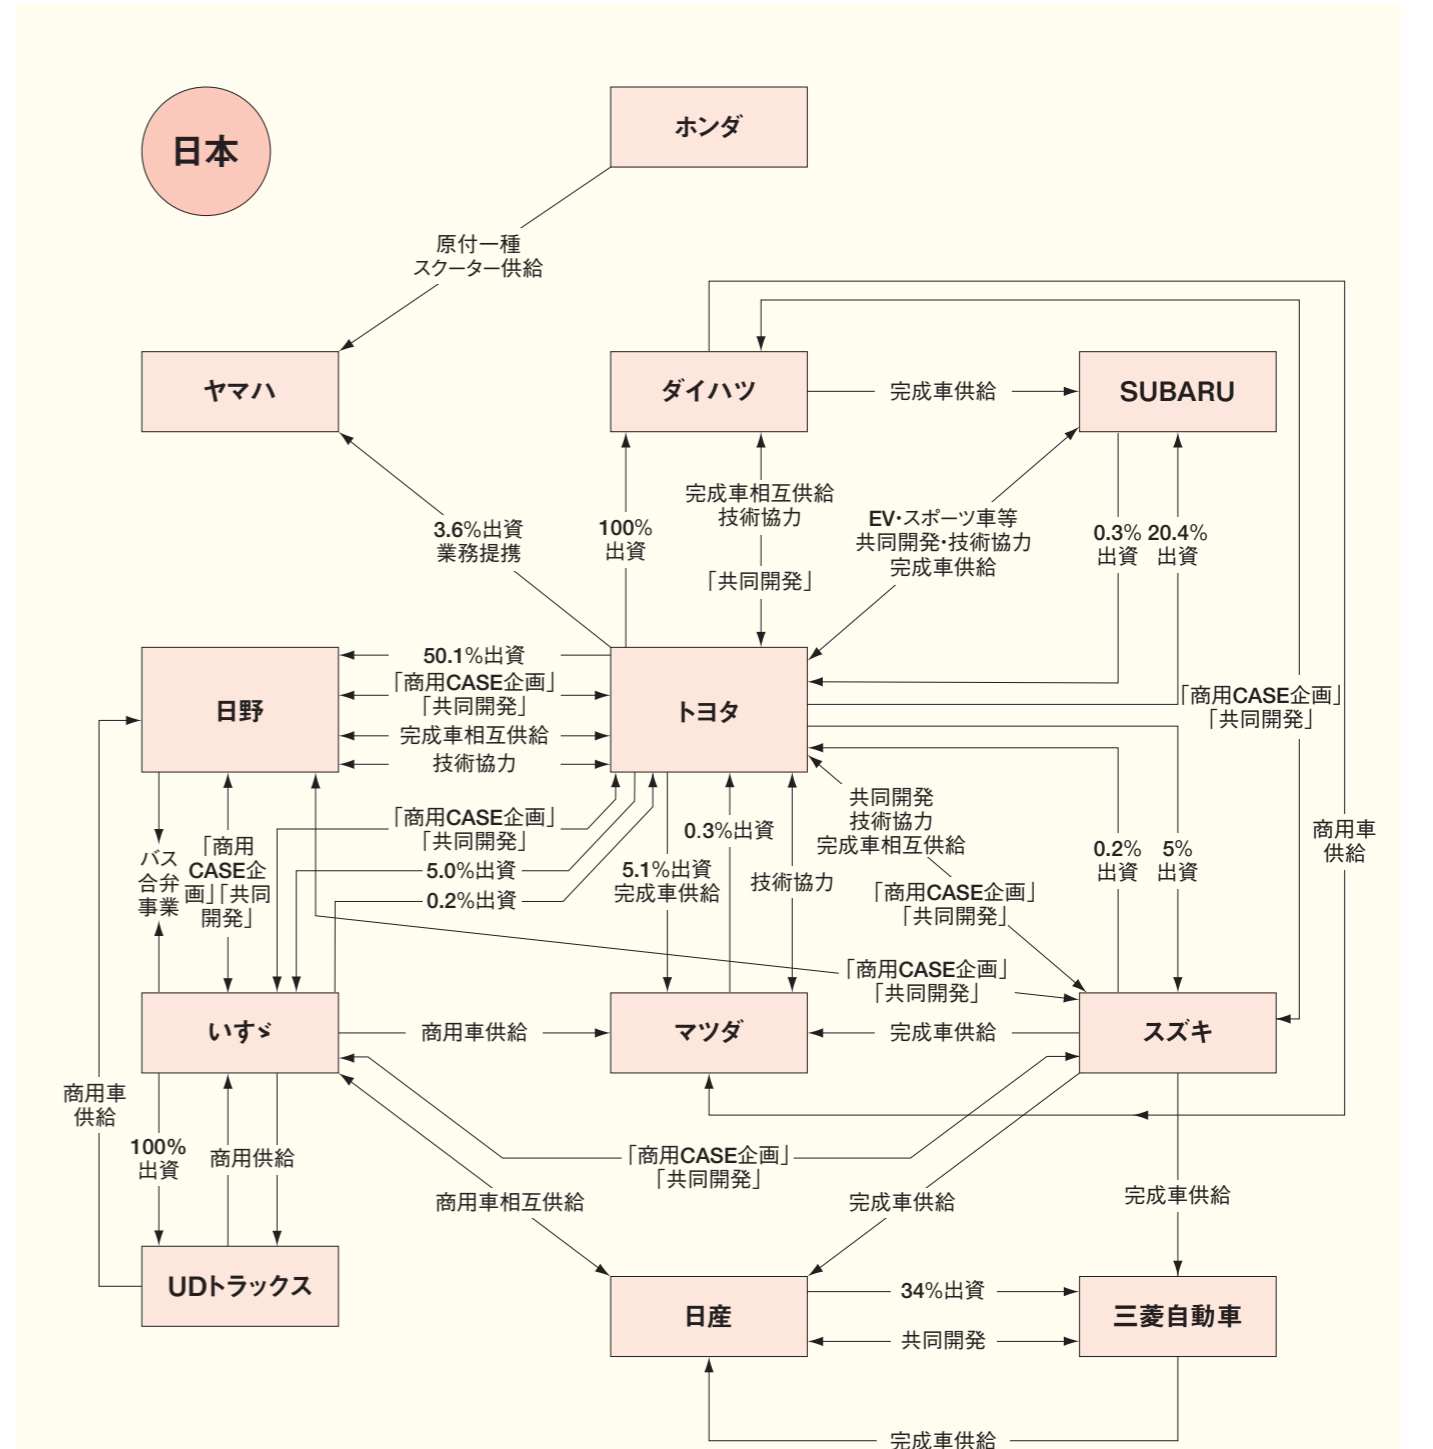 日本
ホンダ
原付一種
スクーター供給
ヤマハ
ダイハツ
完成車供給
SUBARU
3.6%出資
業務提携
100%
出資
完成車相互供給
技術協力
「共同開発」
EV・スポーツ車等
共同開発・技術協力
完成車供給
0.3%
出資
20.4%
出資
日野
50.1%出資
「商用CASE企画」
「共同開発」
完成車相互供給
技術協力
トヨタ
「商用CASE企画」
「共同開発」
商用車
供給
バス
合弁
事業
「商用
CASE企
画」「共同
開発」
「商用CASE企画」
「共同開発」
5.0%出資
0.2%出資
5.1%出資
完成車供給
0.3%出資
技術協力
共同開発
技術協力
完成車相互供給
「商用CASE企画」
「共同開発」
0.2%
出資
5%
出資
「商用CASE企画」
「共同開発」
いすゞ
商用車供給
マツダ
完成車供給
スズキ
商用車
供給
100%
出資
商用供給
「商用CASE企画」
「共同開発」
商用車相互供給
完成車供給
完成車供給
UDトラックス
日産
34%出資
共同開発
三菱自動車
完成車供給